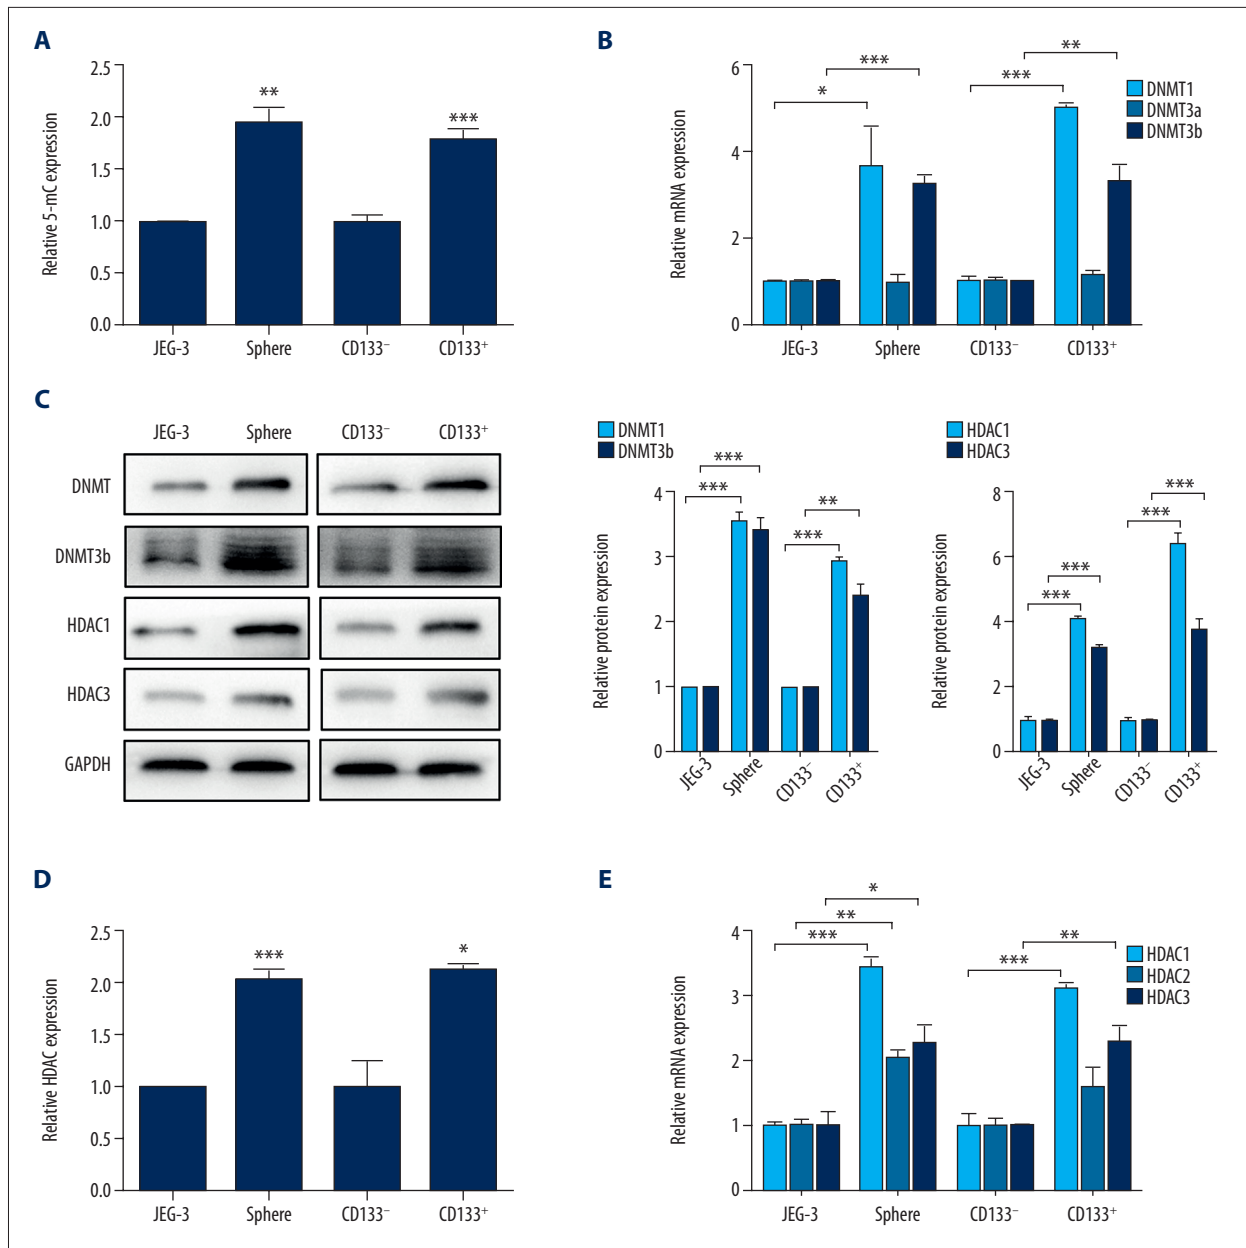 A
2.5
2.0
1.5
1.0
0.5
0.0
Relative 5-mC expression
**
***
JEG-3 Sphere CD133⁻ CD133⁺
B
6
4
2
0
Relative mRNA expression
*
***
***
**
DNMT1
DNMT3a
DNMT3b
JEG-3 Sphere CD133⁻ CD133⁺
C
JEG-3 Sphere CD133⁻ CD133⁺
DNMT
DNMT3b
HDAC1
HDAC3
GAPDH
DNMT1
DNMT3b
4
3
2
1
0
Relative protein expression
***
***
***
**
JEG-3 Sphere CD133⁻ CD133⁺
HDAC1
HDAC3
8
6
4
2
0
Relative protein expression
***
***
***
***
JEG-3 Sphere CD133⁻ CD133⁺
D
2.5
2.0
1.5
1.0
0.5
0.0
Relative HDAC expression
***
*
JEG-3 Sphere CD133⁻ CD133⁺
E
4
3
2
1
0
Relative mRNA expression
*
**
***
**
***
HDAC1
HDAC2
HDAC3
JEG-3 Sphere CD133⁻ CD133⁺